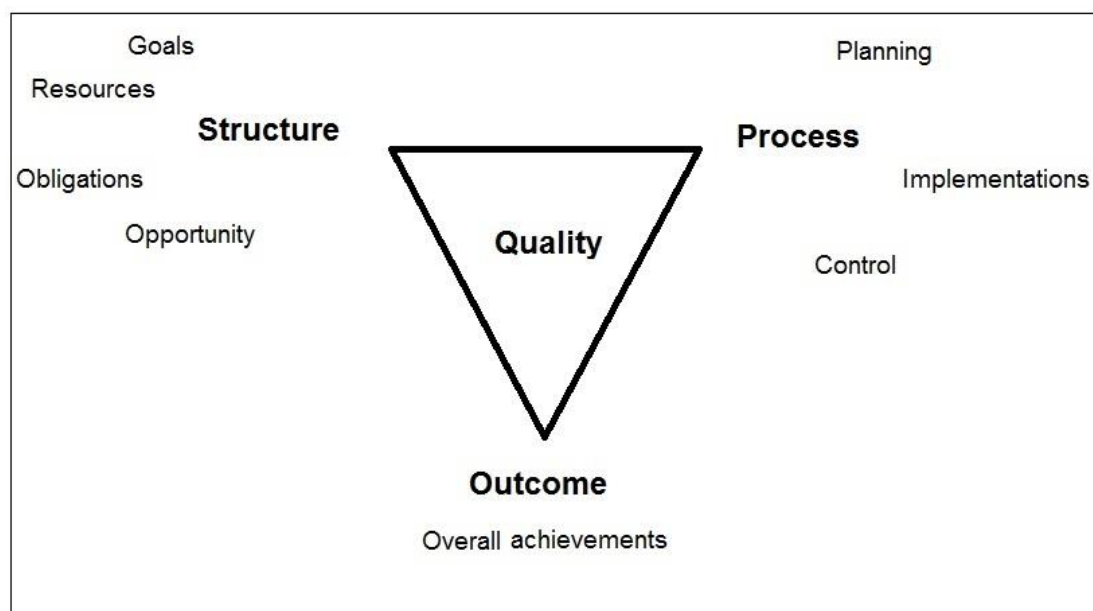 Goals
Planning
Resources
Structure
Process
Obligations
Implementations
Opportunity
Quality
Control
Outcome
Overall achievements